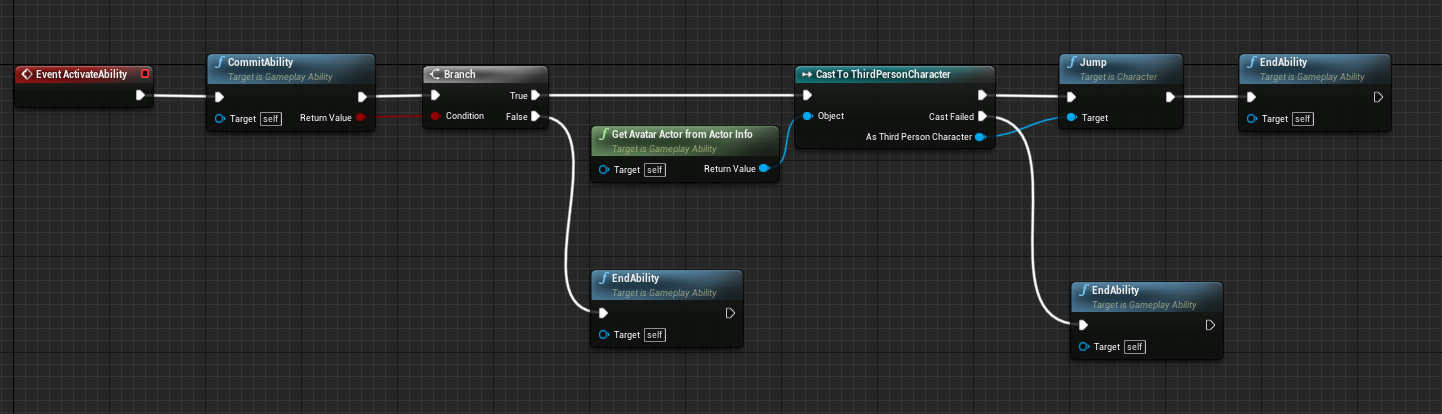 Event ActivateAbility
CommitAbility
Target is Gameplay Ability
Target self Return Value
Branch
True
Condition False
Get Avatar Actor from Actor Info
Target is Gameplay Ability
Target self Return Value
Cast To ThirdPersonCharacter
Object Cast Failed
As Third Person Character
Jump
Target is Character
Target
EndAbility
Target is Gameplay Ability
Target self
EndAbility
Target is Gameplay Ability
Target self
EndAbility
Target is Gameplay Ability
Target self